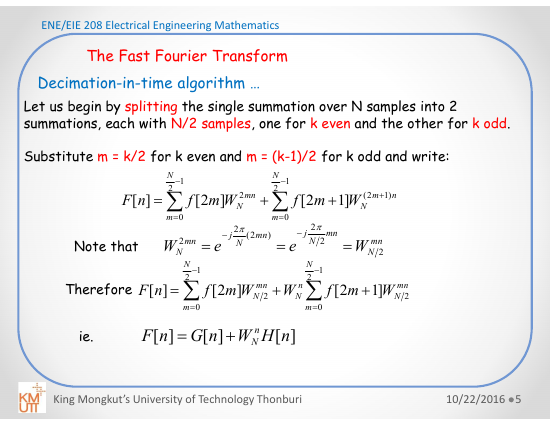 ENE/EIE 208 Electrical Engineering Mathematics
The Fast Fourier Transform
Decimation-in-time algorithm …
Let us begin by splitting the single summation over N samples into 2
summations, each with N/2 samples, one for k even and the other for k odd.
Substitute m = k/2 for k even and m = (k-1)/2 for k odd and write:
$F[n] = \sum_{m=0}^{\frac{N}{2}-1} f[2m]W_N^{2mn} + \sum_{m=0}^{\frac{N}{2}-1} f[2m+1]W_N^{(2m+1)n}$
Note that $W_N^{2mn} = e^{-j\frac{2\pi}{N}(2mn)} = e^{-j\frac{2\pi}{N/2}mn} = W_{N/2}^{mn}$
Therefore $F[n] = \sum_{m=0}^{\frac{N}{2}-1} f[2m]W_{N/2}^{mn} + W_N^n \sum_{m=0}^{\frac{N}{2}-1} f[2m+1]W_{N/2}^{mn}$
ie. $F[n] = G[n] + W_N^n H[n]$
KM
UTT
King Mongkut's University of Technology Thonburi 10/22/2016 ●5